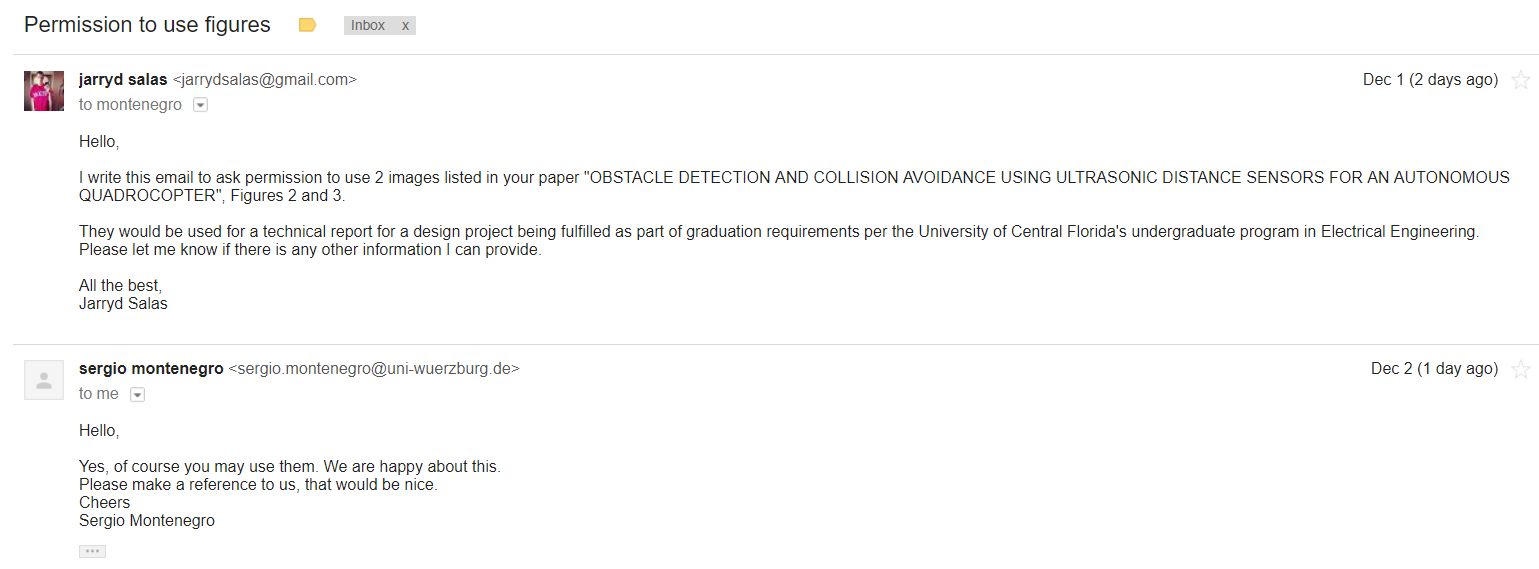 Permission to use figures Inbox x
jarryd salas <jarrydsalas@gmail.com> Dec 1 (2 days ago)
to montenegro
Hello,
I write this email to ask permission to use 2 images listed in your paper "OBSTACLE DETECTION AND COLLISION AVOIDANCE USING ULTRASONIC DISTANCE SENSORS FOR AN AUTONOMOUS
QUADROCOPTER", Figures 2 and 3.
They would be used for a technical report for a design project being fulfilled as part of graduation requirements per the University of Central Florida's undergraduate program in Electrical Engineering.
Please let me know if there is any other information I can provide.
All the best,
Jarryd Salas
sergio montenegro <sergio.montenegro@uni-wuerzburg.de> Dec 2 (1 day ago)
to me
Hello,
Yes, of course you may use them. We are happy about this.
Please make a reference to us, that would be nice.
Cheers
Sergio Montenegro